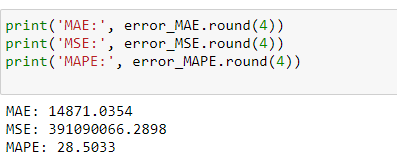 print('MAE:', error_MAE.round(4))
print('MSE:', error_MSE.round(4))
print('MAPE:', error_MAPE.round(4))
MAE: 14871.0354
MSE: 391090066.2898
MAPE: 28.5033